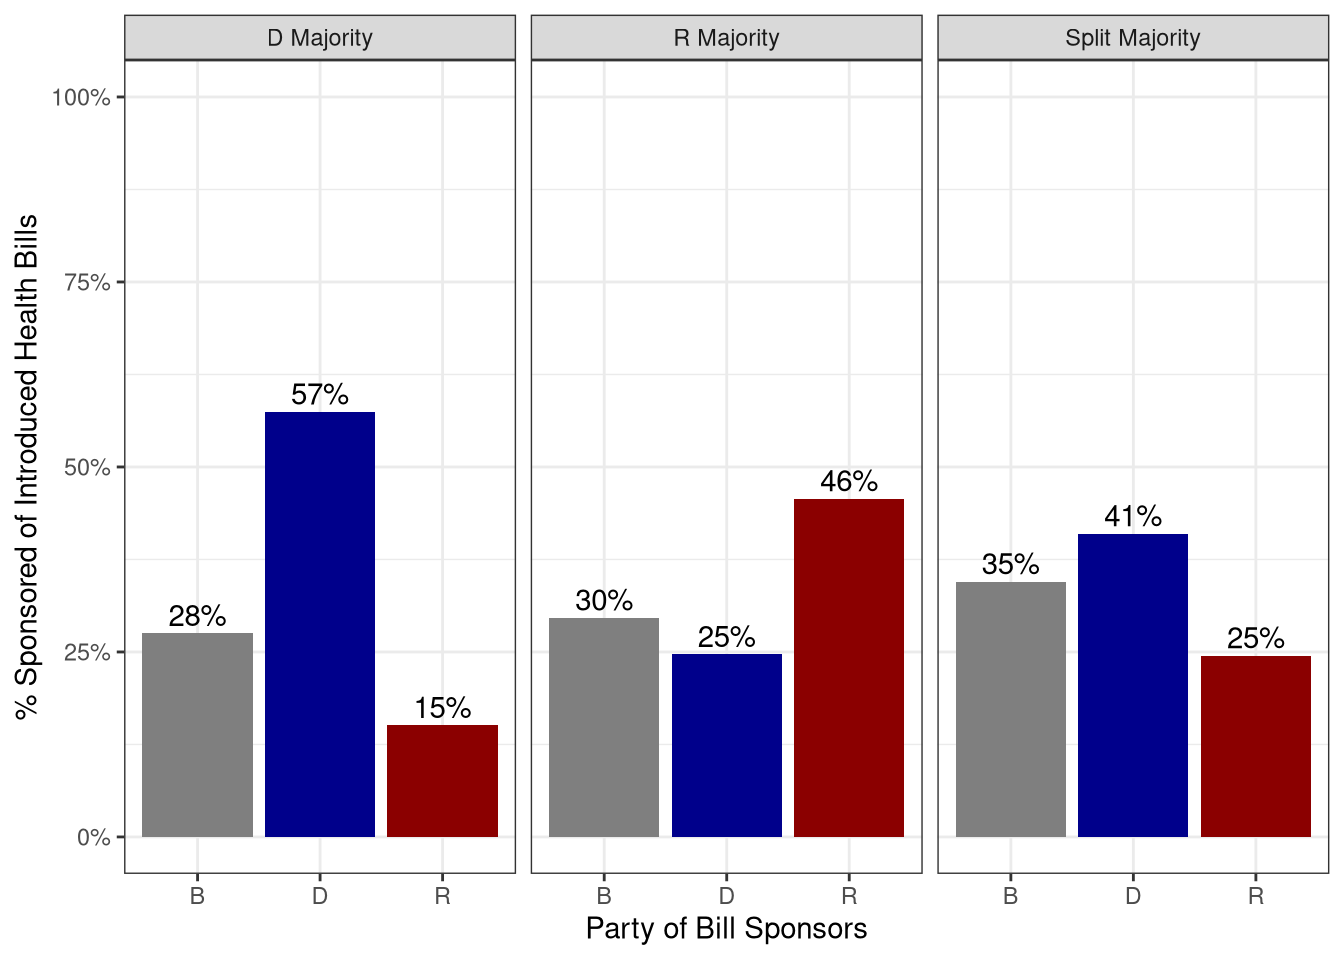 D Majority
R Majority
Split Majority
% Sponsored of Introduced Health Bills
100%
75%
50%
25%
0%
28%
57%
15%
30%
25%
46%
35%
41%
25%
B
D
R
B
D
R
B
D
R
Party of Bill Sponsors